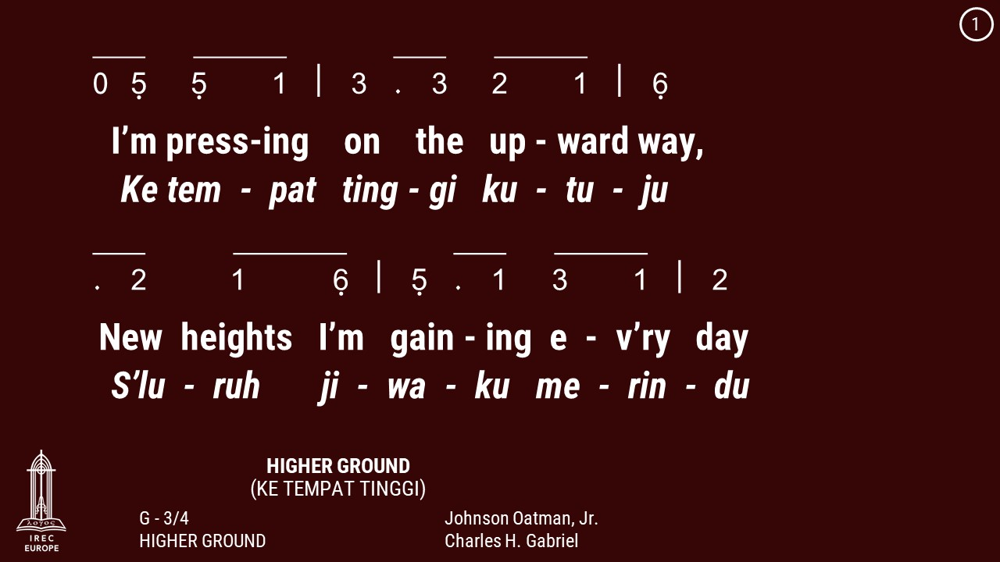 1
0 5̣ 5̣ 1 | 3 . 3 2 1 | 6̣
I’m press-ing on the up - ward way,
Ke tem - pat ting - gi ku - tu - ju
. 2 1 6̣ | 5̣ . 1 3 1 | 2
New heights I’m gain - ing e - v’ry day
S’lu - ruh ji - wa - ku me - rin - du
HIGHER GROUND
(KE TEMPAT TINGGI)
G - 3/4 Johnson Oatman, Jr.
HIGHER GROUND Charles H. Gabriel
λογος
IREC
EUROPE